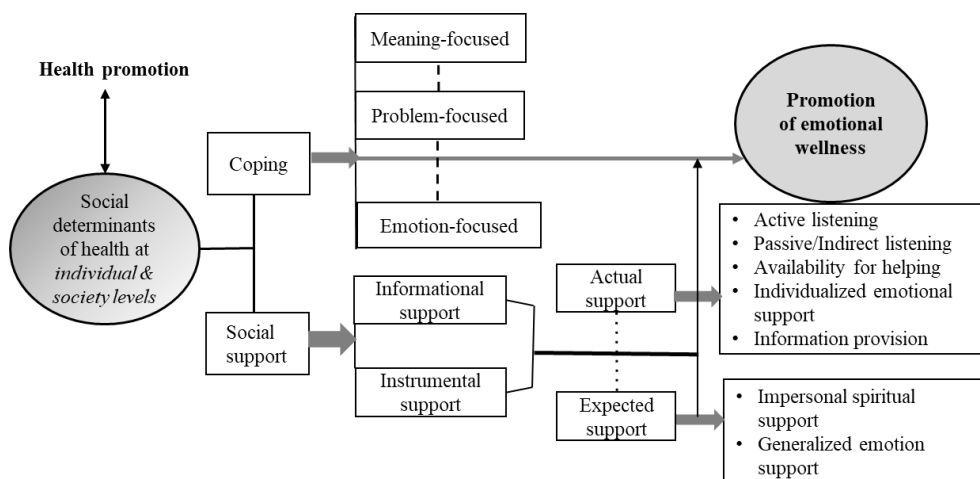 Health promotion
Social
determinants
of health at
individual &
society levels
Coping
Social
support
Meaning-focused
Problem-focused
Emotion-focused
Informational
support
Instrumental
support
Actual
support
Expected
support
Promotion
of emotional
wellness
• Active listening
• Passive/Indirect listening
• Availability for helping
• Individualized emotional
support
• Information provision
• Impersonal spiritual
support
• Generalized emotion
support